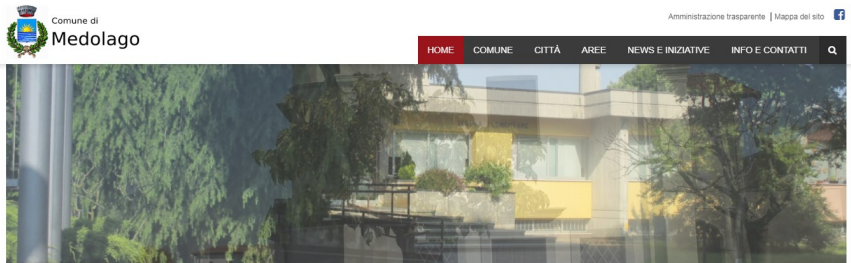 Comune di
Medolago
Amministrazione trasparente | Mappa del sito
HOME COMUNE CITTÀ AREE NEWS E INIZIATIVE INFO E CONTATTI